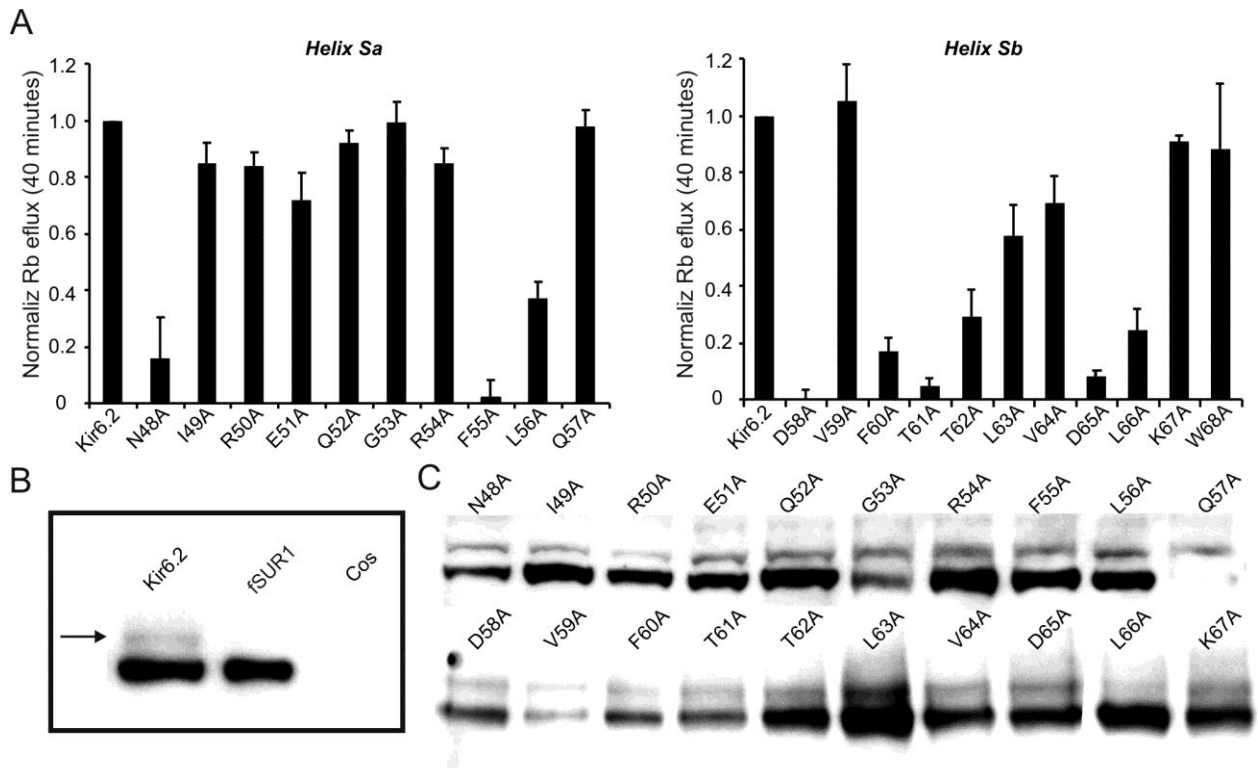 A
Helix Sa
Normaliz Rb eflux (40 minutes)
1.2
1.0
0.8
0.6
0.4
0.2
0
Kir6.2 N48A I49A R50A E51A Q52A G53A R54A F55A L56A Q57A
Helix Sb
Normaliz Rb eflux (40 minutes)
1.2
1.0
0.8
0.6
0.4
0.2
0
Kir6.2 D58A V59A F60A T61A T62A L63A V64A D65A L66A K67A W68A
B
Kir6.2 fSUR1 Cos
C
N48A I49A R50A E51A Q52A G53A R54A F55A L56A Q57A
D58A V59A F60A T61A T62A L63A V64A D65A L66A K67A